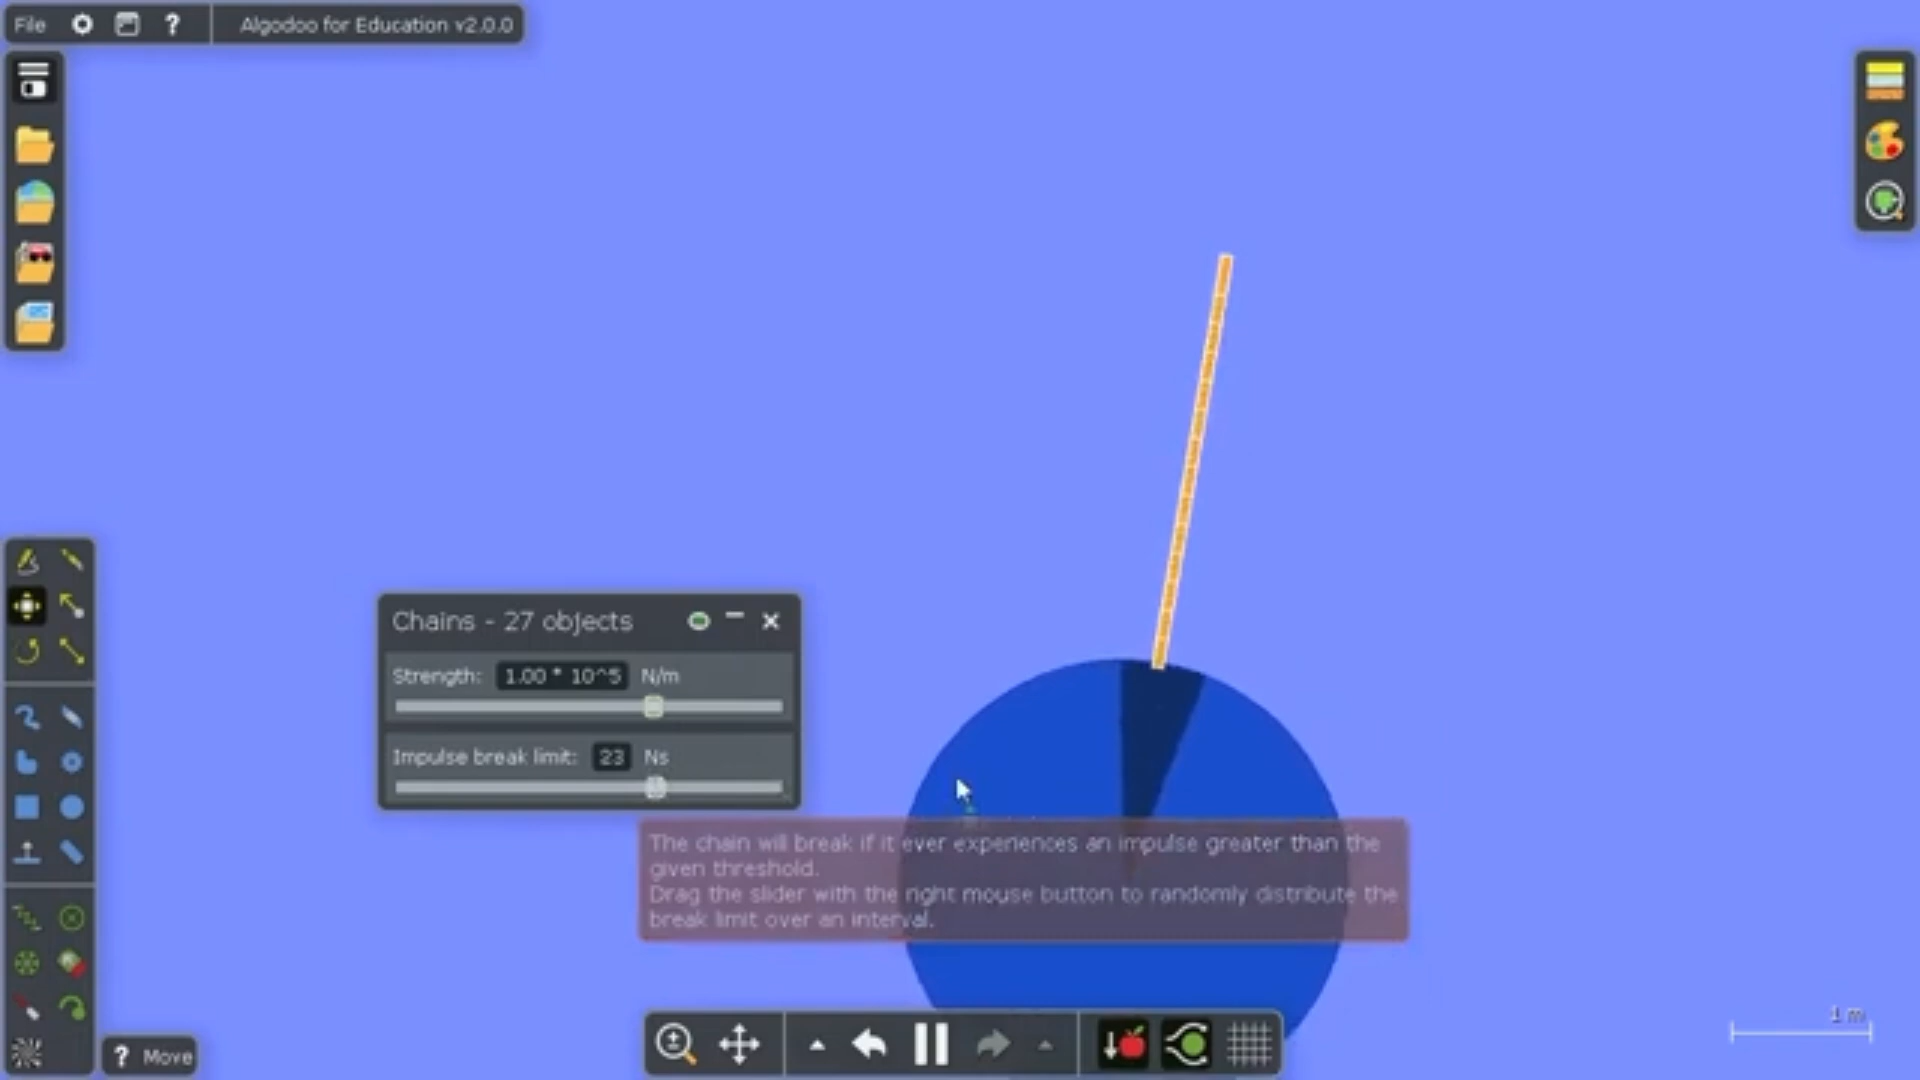 File ? Algodoo for Education v2.0.0
Chains - 27 objects
Strength: 1.00 * 10^5 N/m
Impulse break limit: 23 Ns
The chain will break if it ever experiences an impulse greater than the
given threshold.
Drag the slider with the right mouse button to randomly distribute the
break limit over an interval.
1 m
? Move